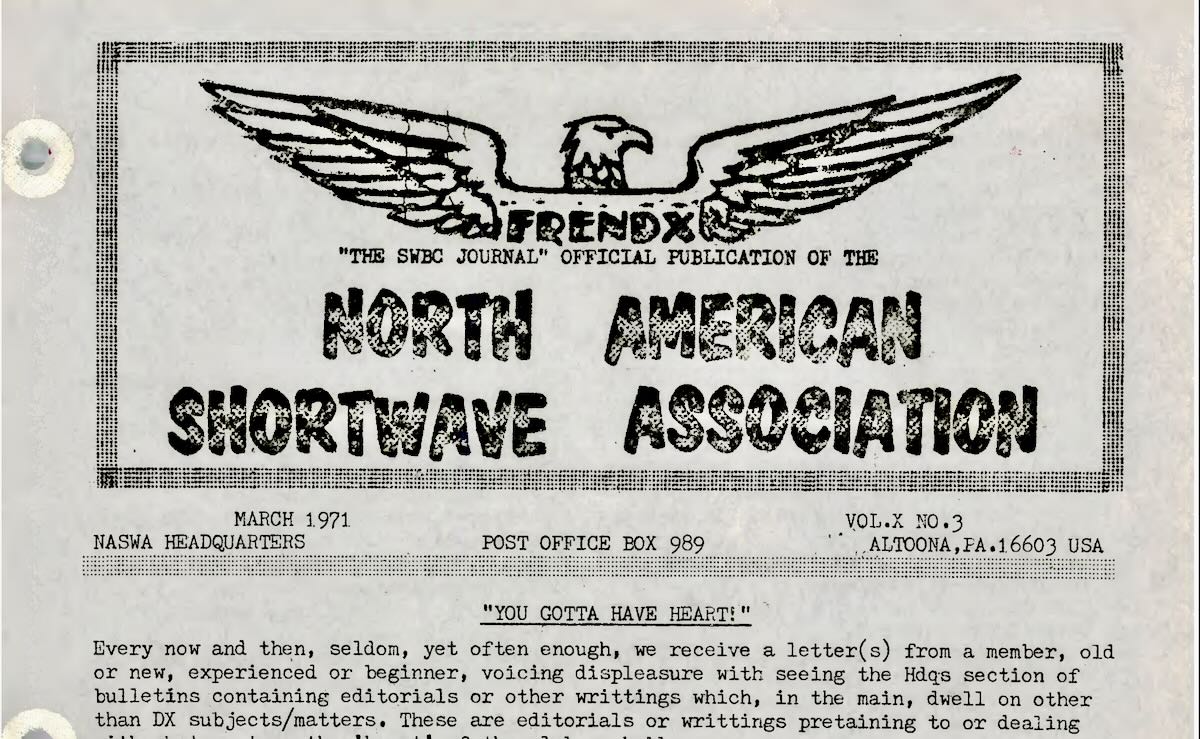 FRENDX
"THE SWBC JOURNAL" OFFICIAL PUBLICATION OF THE
NORTH AMERICAN
SHORTWAVE ASSOCIATION
MARCH 1971 VOL.X NO.3
NASWA HEADQUARTERS POST OFFICE BOX 989 ALTOONA,PA.16603 USA
"YOU GOTTA HAVE HEART!"
Every now and then, seldom, yet often enough, we receive a letter(s) from a member, old
or new, experienced or beginner, voicing displeasure with seeing the Hdqs section of
bulletins containing editorials or other writtings which, in the main, dwell on other
than DX subjects/matters. These are editorials or writtings pretaining to or dealing